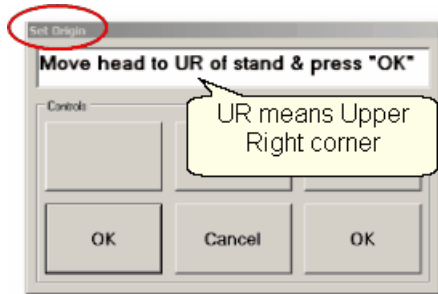 Set Origin
Move head to UR of stand & press "OK"
Controls
UR means Upper
Right corner
OK Cancel OK